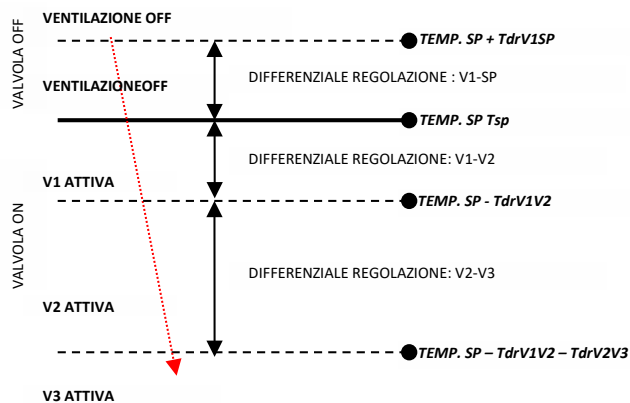 VENTILAZIONE OFF
TEMP. SP + TdrV1SP
VALVOLA OFF
DIFFERENZIALE REGOLAZIONE : V1-SP
VENTILAZIONEOFF
TEMP. SP Tsp
DIFFERENZIALE REGOLAZIONE: V1-V2
V1 ATTIVA
TEMP. SP - TdrV1V2
VALVOLA ON
DIFFERENZIALE REGOLAZIONE: V2-V3
V2 ATTIVA
TEMP. SP – TdrV1V2 – TdrV2V3
V3 ATTIVA